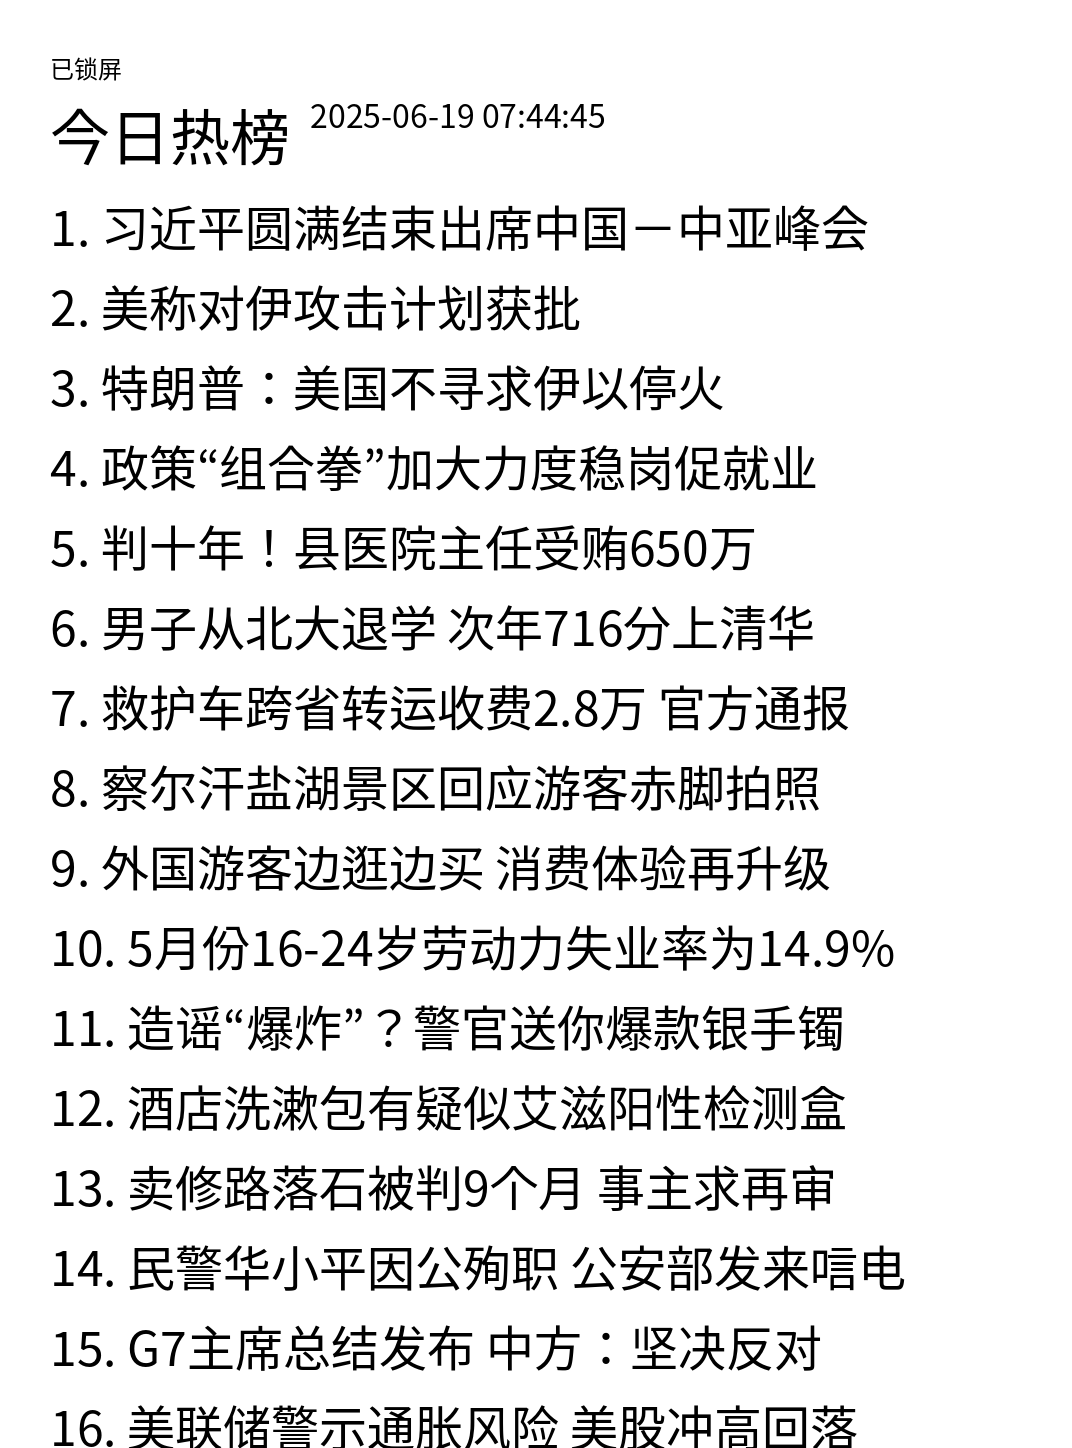 已锁屏
今日热榜 2025-06-19 07:44:45
1. 习近平圆满结束出席中国－中亚峰会
2. 美称对伊攻击计划获批
3. 特朗普：美国不寻求伊以停火
4. 政策“组合拳”加大力度稳岗促就业
5. 判十年！县医院主任受贿650万
6. 男子从北大退学 次年716分上清华
7. 救护车跨省转运收费2.8万 官方通报
8. 察尔汗盐湖景区回应游客赤脚拍照
9. 外国游客边逛边买 消费体验再升级
10. 5月份16-24岁劳动力失业率为14.9%
11. 造谣“爆炸”？警官送你爆款银手镯
12. 酒店洗漱包有疑似艾滋阳性检测盒
13. 卖修路落石被判9个月 事主求再审
14. 民警华小平因公殉职 公安部发来唁电
15. G7主席总结发布 中方：坚决反对
16. 美联储警示通胀风险 美股冲高回落